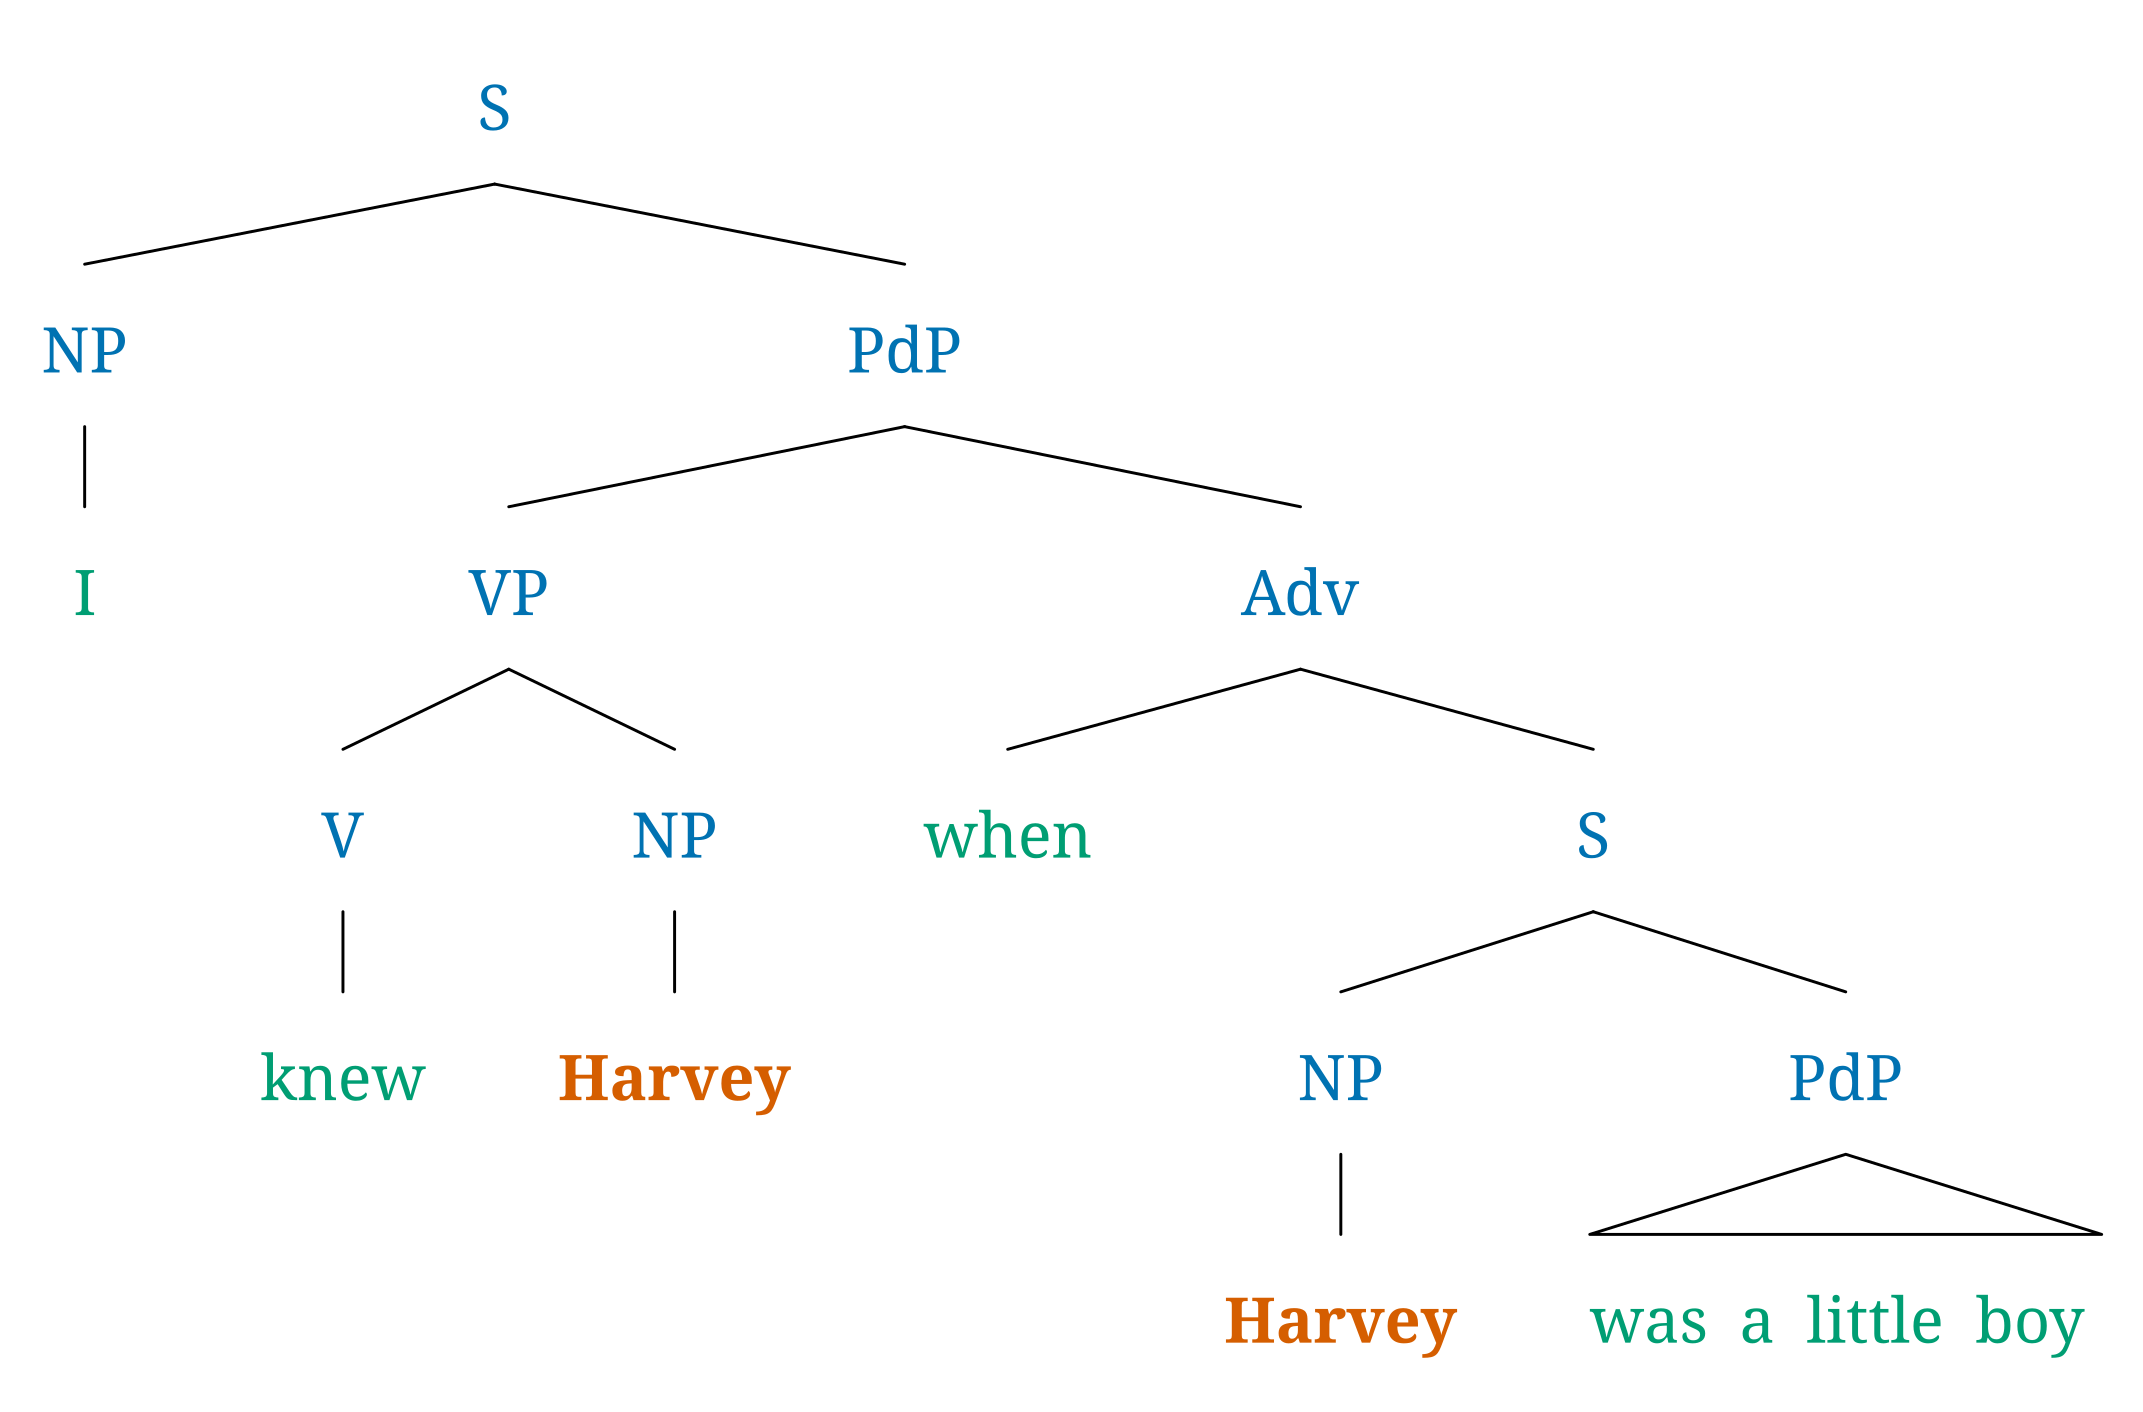 S
NP PdP
I VP Adv
V NP when S
knew Harvey NP PdP
Harvey was a little boy